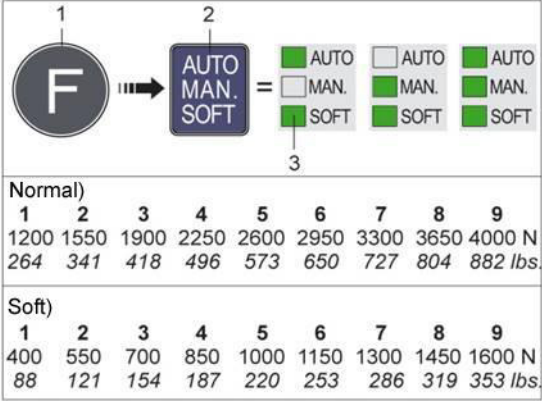 1 2
F AUTO MAN. SOFT = AUTO MAN. SOFT AUTO MAN. SOFT AUTO MAN. SOFT
3
Normal)
1 2 3 4 5 6 7 8 9
1200 1550 1900 2250 2600 2950 3300 3650 4000 N
264 341 418 496 573 650 727 804 882 lbs.
Soft)
1 2 3 4 5 6 7 8 9
400 550 700 850 1000 1150 1300 1450 1600 N
88 121 154 187 220 253 286 319 353 lbs.